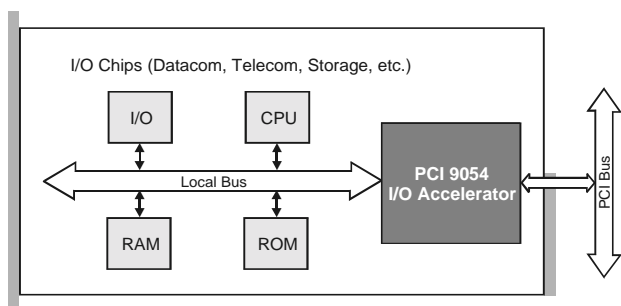 I/O Chips (Datacom, Telecom, Storage, etc.)
I/O
CPU
Local Bus
PCI 9054
I/O Accelerator
PCI Bus
RAM
ROM